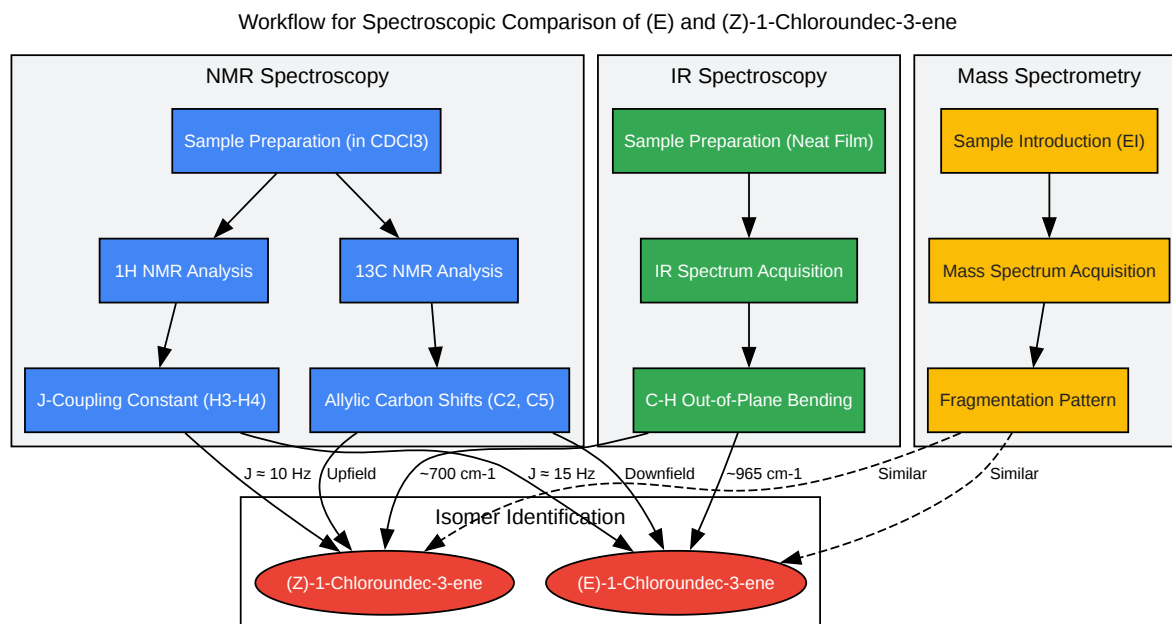 Workflow for Spectroscopic Comparison of (E) and (Z)-1-Chloroundec-3-ene
NMR Spectroscopy
IR Spectroscopy
Mass Spectrometry
Sample Preparation (in CDCl3)
Sample Preparation (Neat Film)
Sample Introduction (EI)
1H NMR Analysis
13C NMR Analysis
IR Spectrum Acquisition
Mass Spectrum Acquisition
J-Coupling Constant (H3-H4)
Allylic Carbon Shifts (C2, C5)
C-H Out-of-Plane Bending
Fragmentation Pattern
J ≈ 10 Hz
Upfield
~700 cm-1
J ≈ 15 Hz
Downfield
~965 cm-1
Similar
Similar
Isomer Identification
(Z)-1-Chloroundec-3-ene
(E)-1-Chloroundec-3-ene